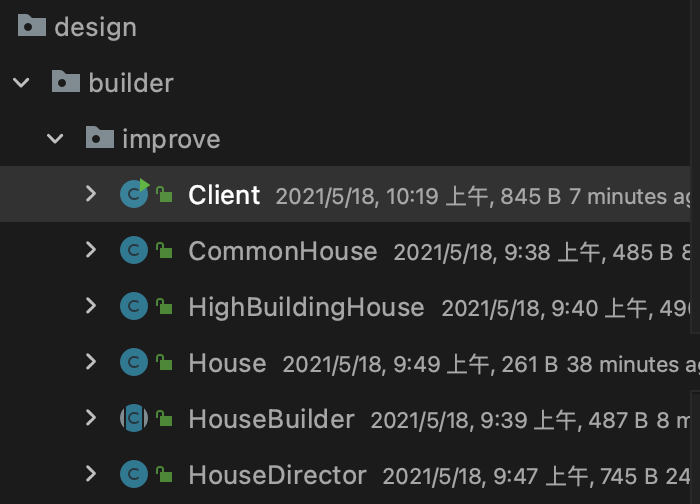 design
builder
improve
Client 2021/5/18, 10:19 上午, 845 B 7 minutes
CommonHouse 2021/5/18, 9:38 上午, 485 B
HighBuildingHouse 2021/5/18, 9:40 上午,
House 2021/5/18, 9:49 上午, 261 B 38 minutes
HouseBuilder 2021/5/18, 9:39 上午, 487 B 8
HouseDirector 2021/5/18, 9:47 上午, 745 B 24